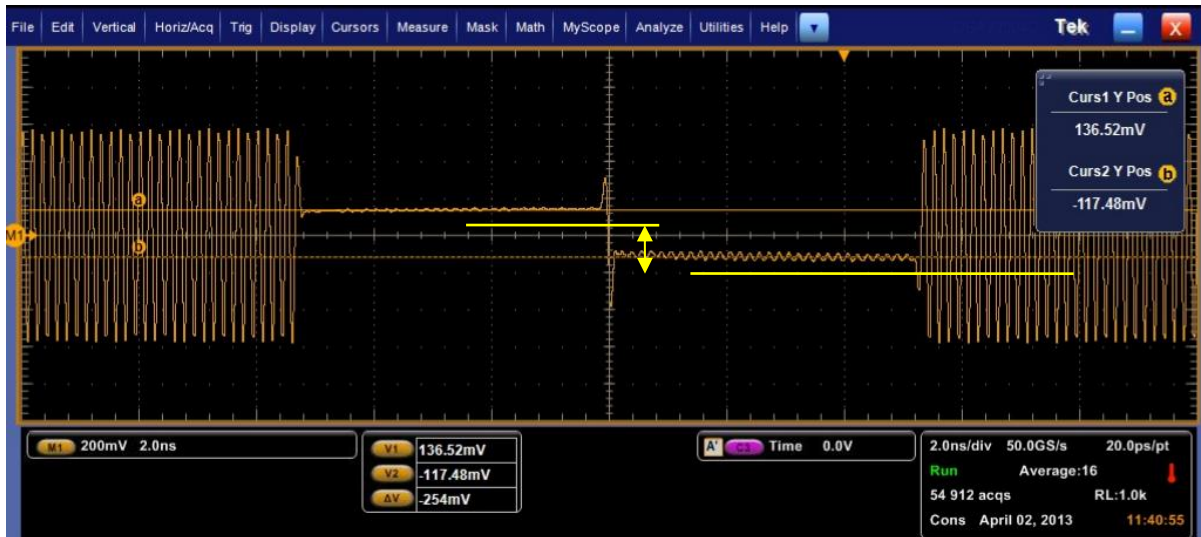 File Edit Vertical Horiz/Acq Trig Display Cursors Measure Mask Math MyScope Analyze Utilities Help Tek X
Curs1 Y Pos a
136.52mV
Curs2 Y Pos b
-117.48mV
a
M1
b
M1 200mV 2.0ns
V1 136.52mV
V2 -117.48mV
ΔV -254mV
A' C3 Time 0.0V
2.0ns/div 50.0GS/s 20.0ps/pt
Run Average:16
54 912 acqs RL:1.0k
Cons April 02, 2013 11:40:55